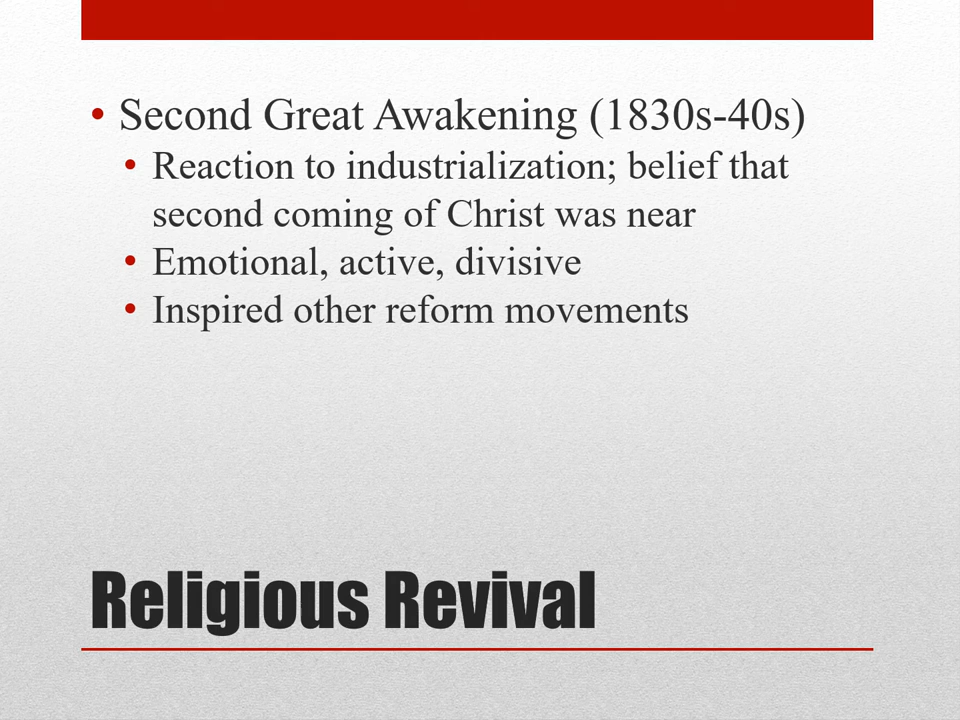 • Second Great Awakening (1830s-40s)
• Reaction to industrialization; belief that
second coming of Christ was near
• Emotional, active, divisive
• Inspired other reform movements
Religious Revival